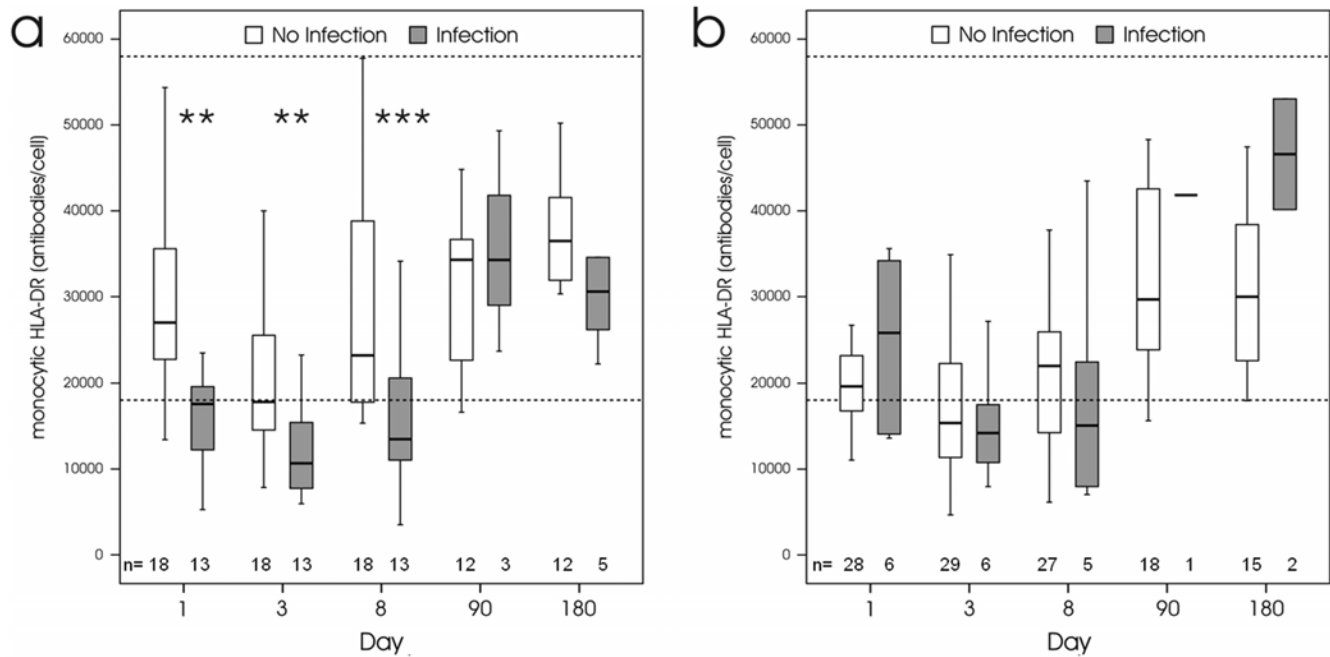 a
No Infection Infection
monocytic HLA-DR (antibodies/cell)
60000
50000
40000
30000
20000
10000
0
** ** ***
n= 18 13 18 13 18 13 12 3 12 5
1 3 8 90 180
Day
b
No Infection Infection
monocytic HLA-DR (antibodies/cell)
60000
50000
40000
30000
20000
10000
0
n= 28 6 29 6 27 5 18 1 15 2
1 3 8 90 180
Day